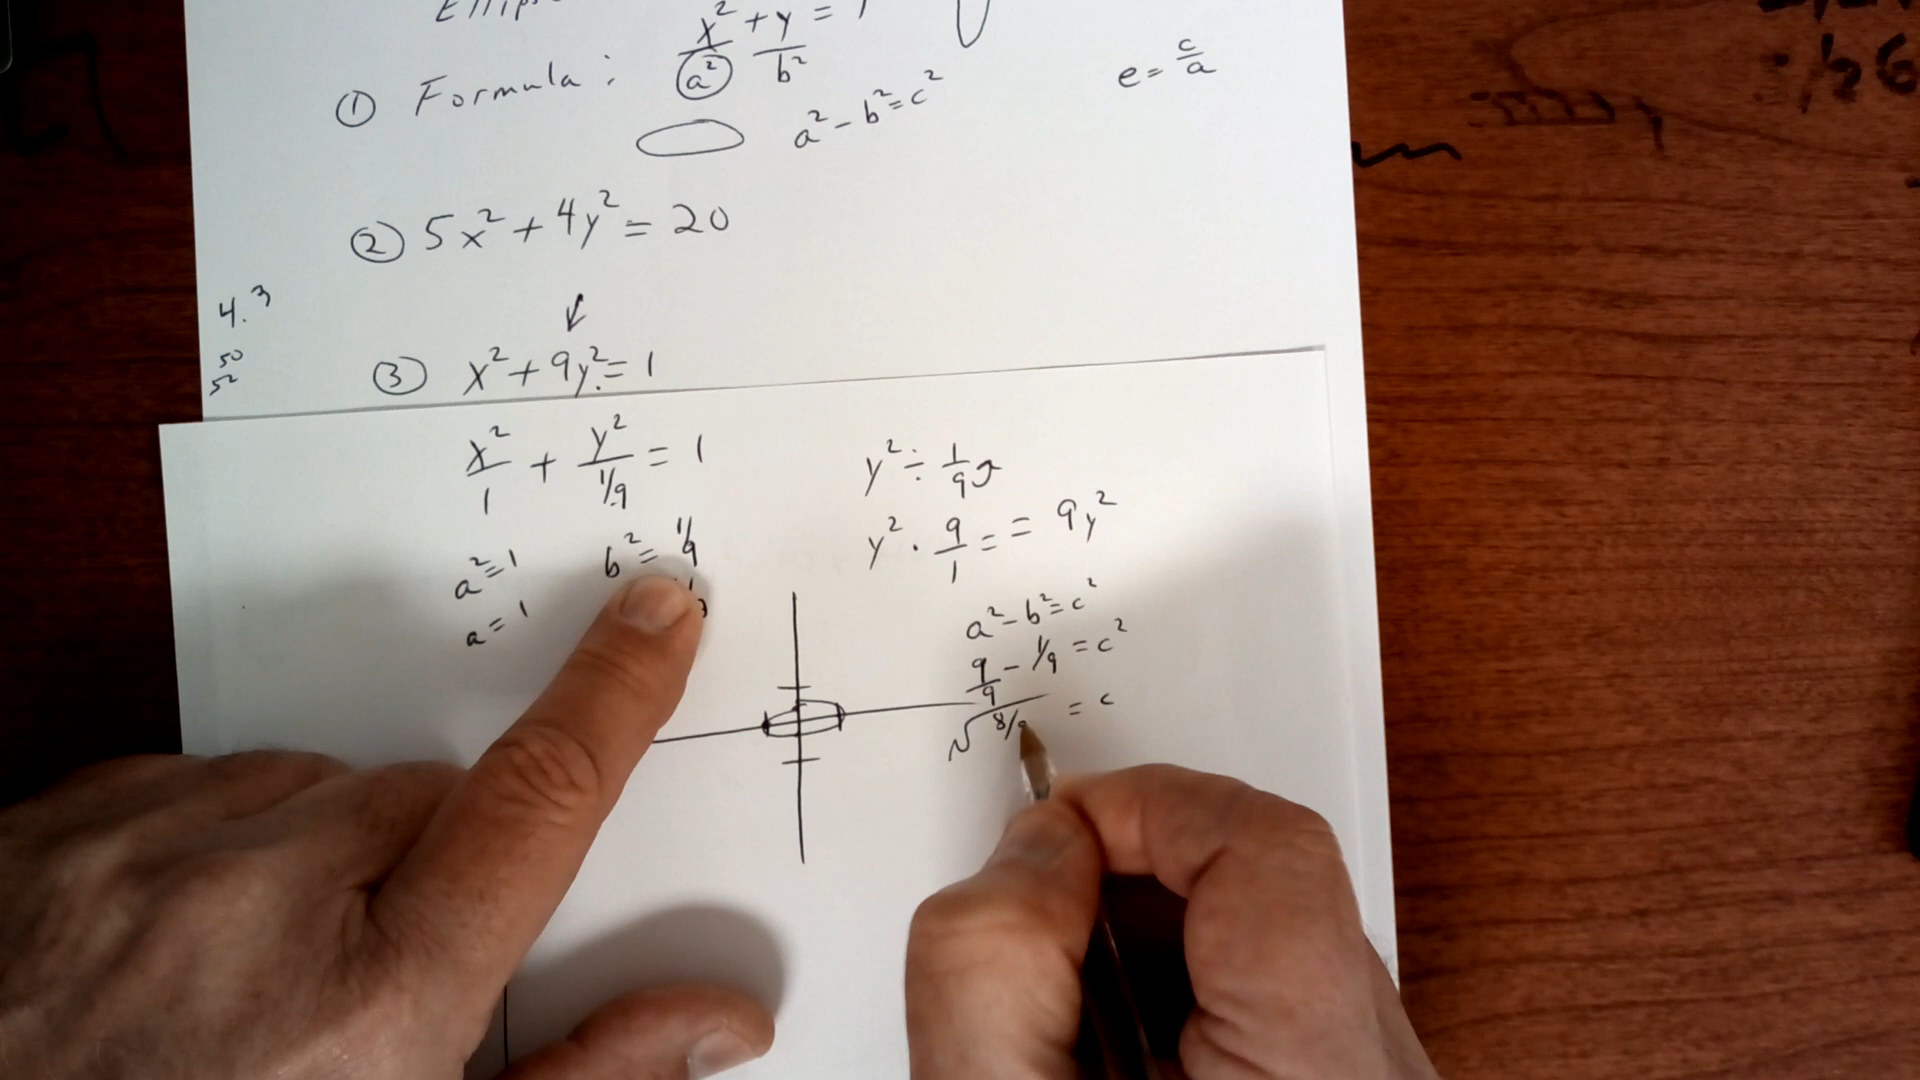 ① Formula: x²/a² + y/b² = 1
e = c/a
a² - b² = c²
② 5x² + 4y² = 20
4.3
50
52
③ x² + 9y² = 1
x²/1 + y²/1/9 = 1
y² ÷ 1/9
y² · 9/1 = = 9y²
a² = 1
b² = 1/9
a = 1
a² - b² = c²
9/9 - 1/9 = c²
√8/9 = c